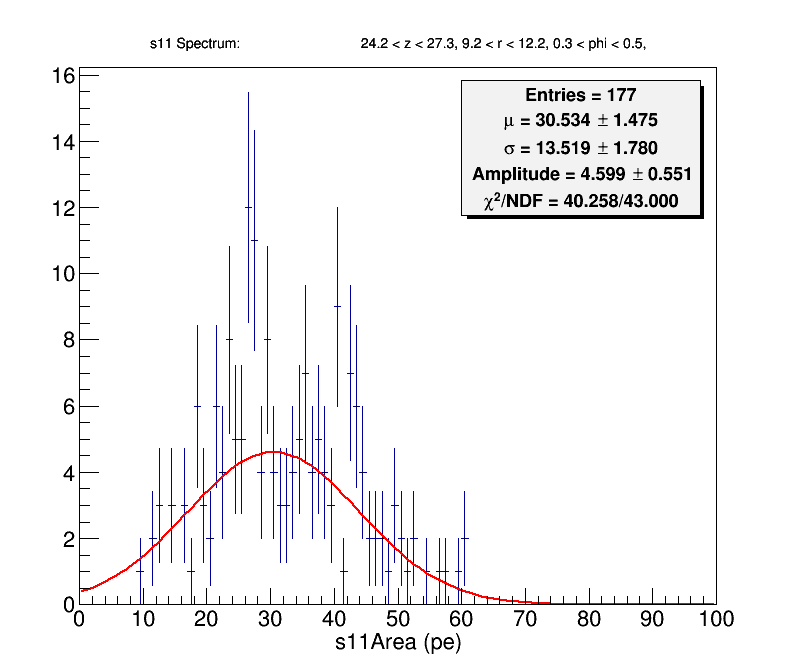 s11 Spectrum: 24.2 < z < 27.3, 9.2 < r < 12.2, 0.3 < phi < 0.5,
Entries = 177
μ = 30.534 ± 1.475
σ = 13.519 ± 1.780
Amplitude = 4.599 ± 0.551
χ²/NDF = 40.258/43.000
16
14
12
10
8
6
4
2
0
0 10 20 30 40 50 60 70 80 90 100
s11Area (pe)